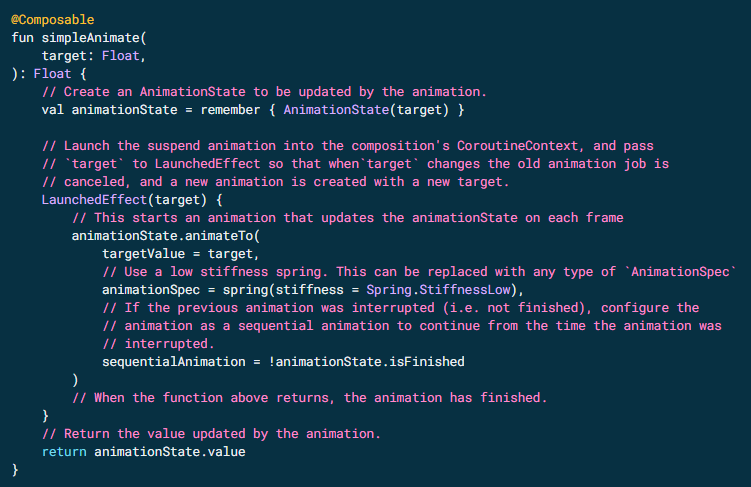 @Composable
fun simpleAnimate(
    target: Float,
): Float {
    // Create an AnimationState to be updated by the animation.
    val animationState = remember { AnimationState(target) }

    // Launch the suspend animation into the composition's CoroutineContext, and pass
    // `target` to LaunchedEffect so that when`target` changes the old animation job is
    // canceled, and a new animation is created with a new target.
    LaunchedEffect(target) {
        // This starts an animation that updates the animationState on each frame
        animationState.animateTo(
            targetValue = target,
            // Use a low stiffness spring. This can be replaced with any type of `AnimationSpec`
            animationSpec = spring(stiffness = Spring.StiffnessLow),
            // If the previous animation was interrupted (i.e. not finished), configure the
            // animation as a sequential animation to continue from the time the animation was
            // interrupted.
            sequentialAnimation = !animationState.isFinished
        )
        // When the function above returns, the animation has finished.
    }
    // Return the value updated by the animation.
    return animationState.value
}